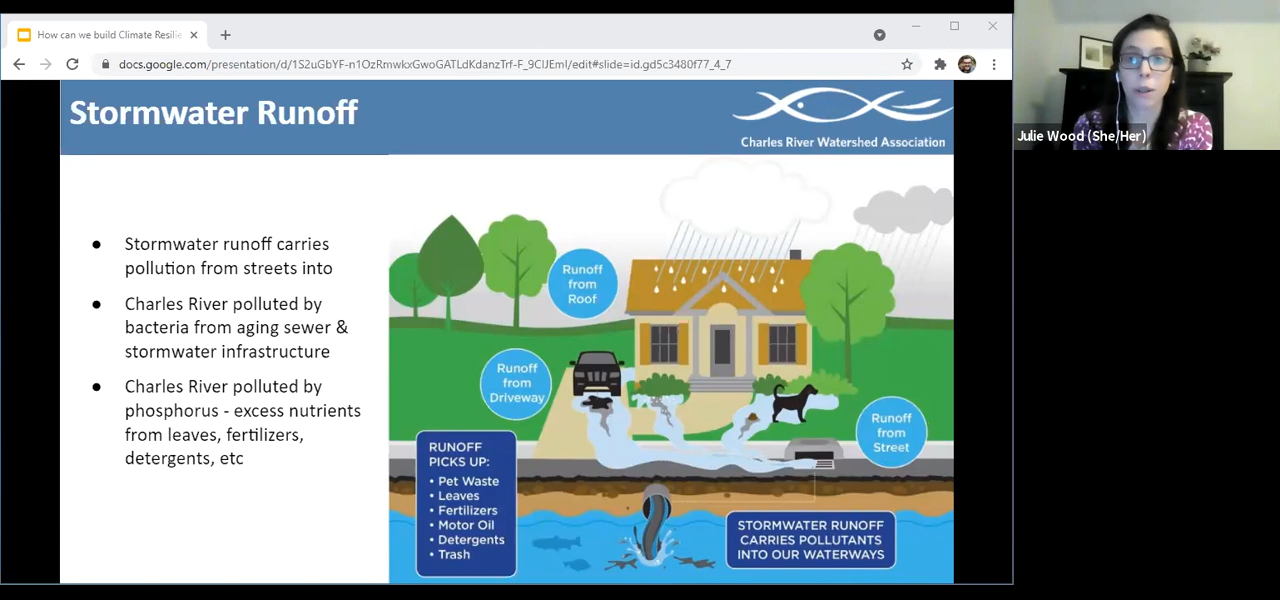 How can we build Climate Resilie
docs.google.com/presentation/d/1S2uGbYF-n1OzRnwkxGwoGATLdKdanzTrf-F_9CIJEmI/edit#slide=id.gd5c3480f77_4_7
Stormwater Runoff
Charles River Watershed Association
Julie Wood (She/Her)
● Stormwater runoff carries
pollution from streets into
● Charles River polluted by
bacteria from aging sewer &
stormwater infrastructure
● Charles River polluted by
phosphorus - excess nutrients
from leaves, fertilizers,
detergents, etc
Runoff
from
Roof
Runoff
from
Driveway
Runoff
from
Street
RUNOFF
PICKS UP:
• Pet Waste
• Leaves
• Fertilizers
• Motor Oil
• Detergents
• Trash
STORMWATER RUNOFF
CARRIES POLLUTANTS
INTO OUR WATERWAYS